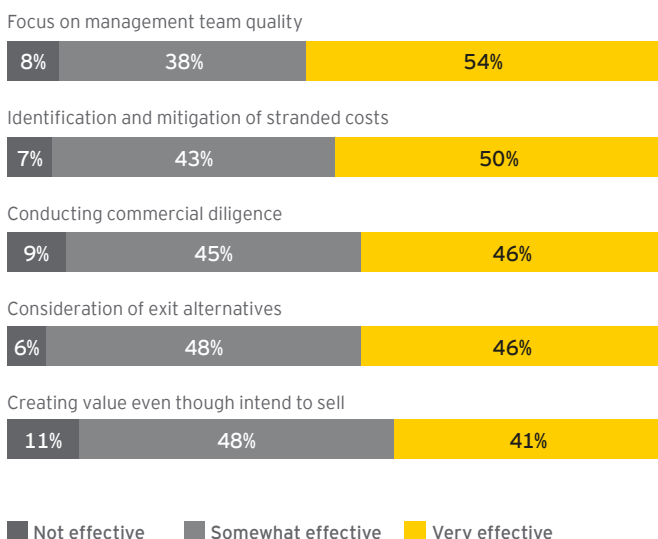 Focus on management team quality
8% 38% 54%
Identification and mitigation of stranded costs
7% 43% 50%
Conducting commercial diligence
9% 45% 46%
Consideration of exit alternatives
6% 48% 46%
Creating value even though intend to sell
11% 48% 41%
Not effective Somewhat effective Very effective